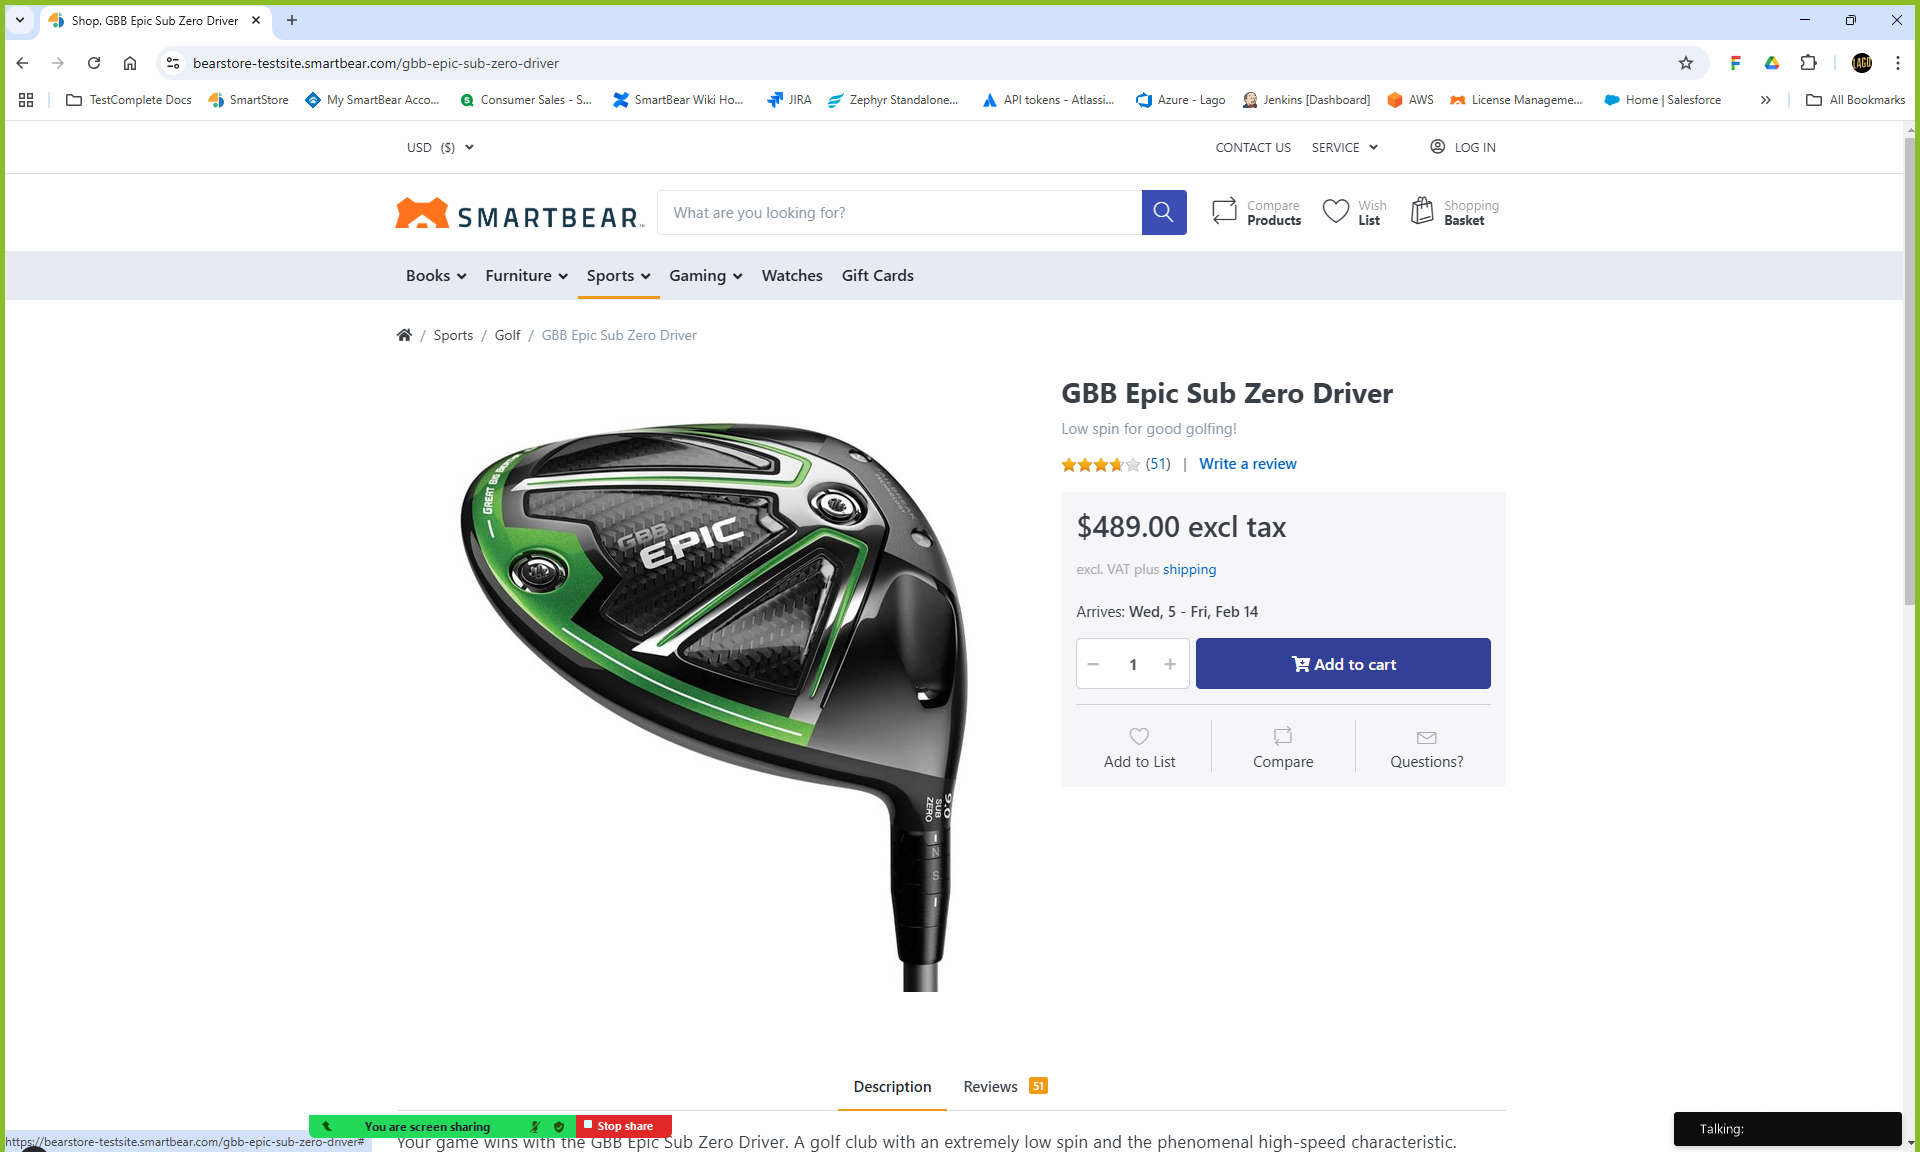 Shop. GBB Epic Sub Zero Driver
bearstore-testsite.smartbear.com/gbb-epic-sub-zero-driver
TestComplete Docs SmartStore My SmartBear Acco... Consumer Sales - S... SmartBear Wiki Ho... JIRA Zephyr Standalone... API tokens - Atlassi... Azure - Lago Jenkins [Dashboard] AWS License Manageme... Home | Salesforce » All Bookmarks
USD ($) CONTACT US SERVICE LOG IN
SMARTBEAR
What are you looking for?
Compare Products
Wish List
Shopping Basket
Books Furniture Sports Gaming Watches Gift Cards
/ Sports / Golf / GBB Epic Sub Zero Driver
GREAT BIG BERTHA
GBB
EPIC
9.0
SUB
ZERO
N
S
GBB Epic Sub Zero Driver
Low spin for good golfing!
(51) | Write a review
$489.00 excl tax
excl. VAT plus shipping
Arrives: Wed, 5 - Fri, Feb 14
− 1 + Add to cart
Add to List Compare Questions?
Description Reviews 51
You are screen sharing Stop share
Talking:
https://bearstore-testsite.smartbear.com/gbb-epic-sub-zero-driver#
Your game wins with the GBB Epic Sub Zero Driver. A golf club with an extremely low spin and the phenomenal high-speed characteristic.